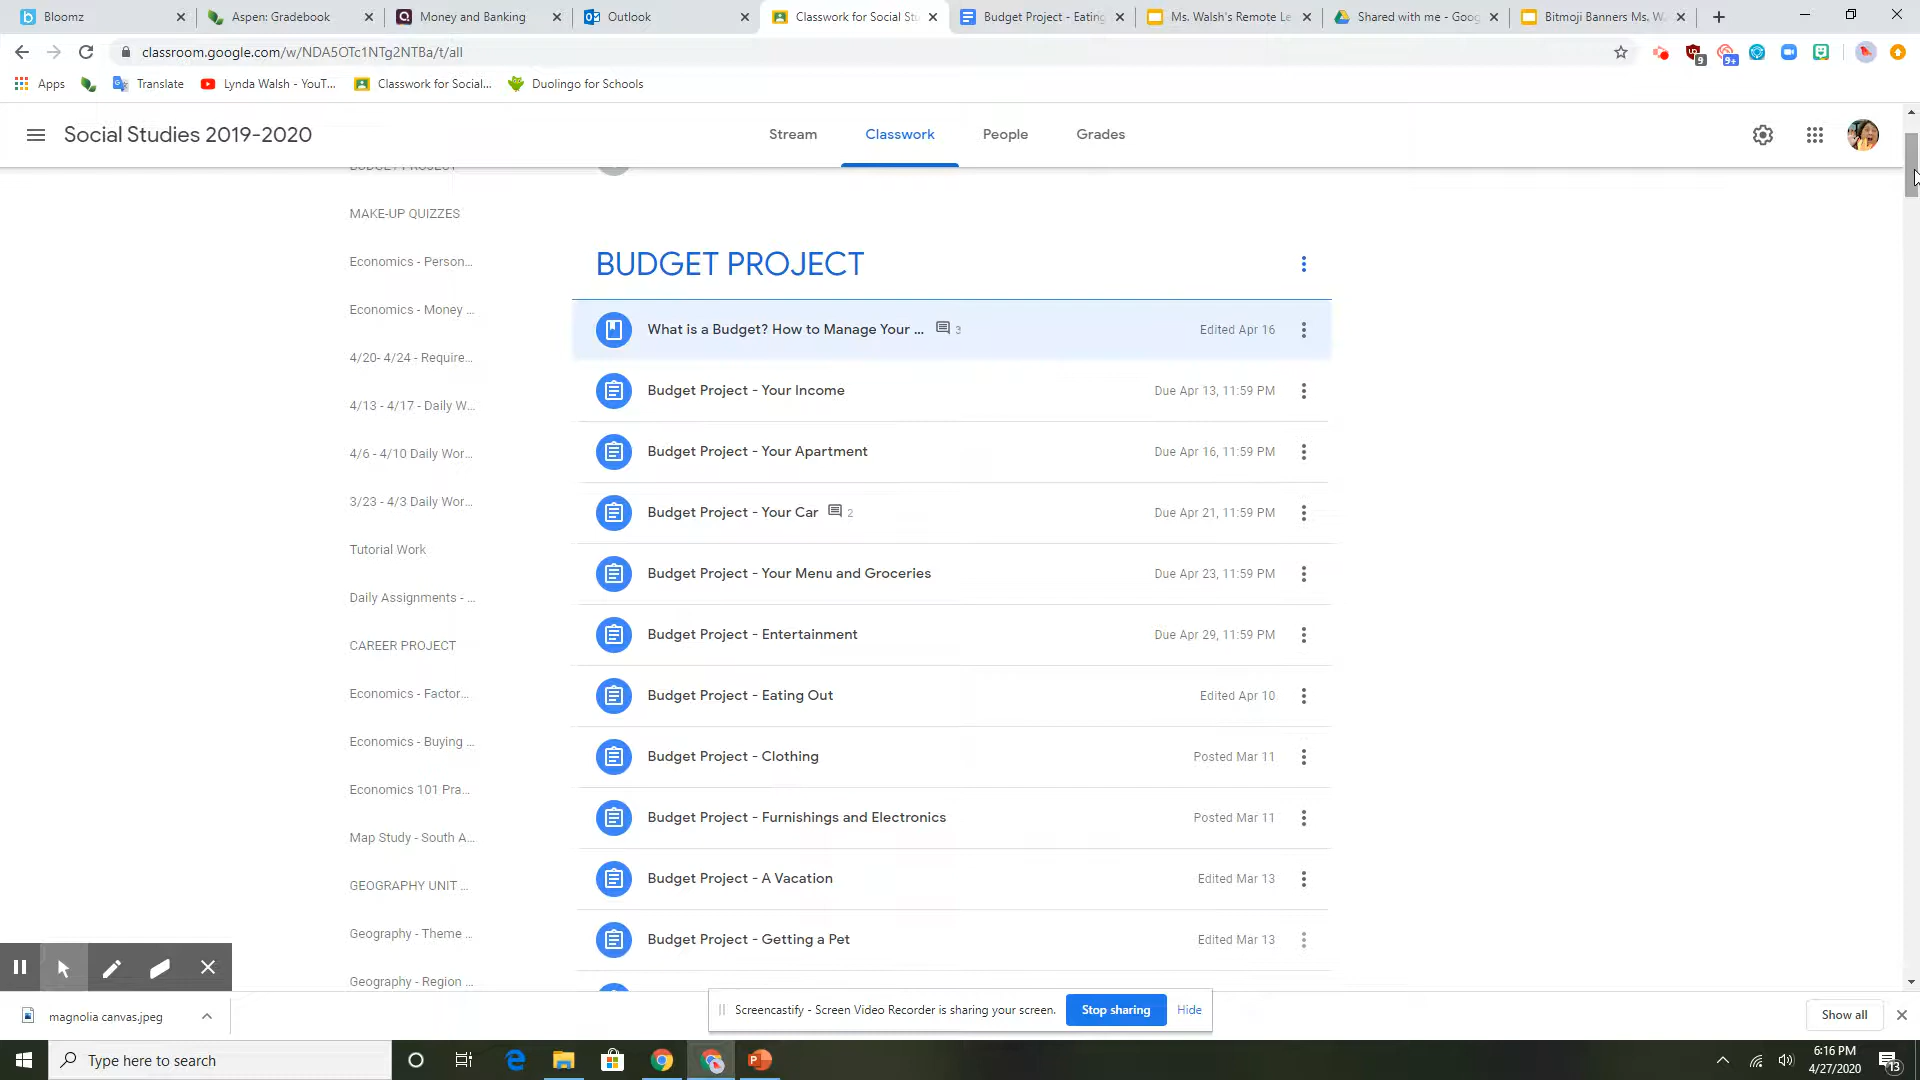 Bloomz
Aspen: Gradebook
Money and Banking
Outlook
Classwork for Social Stu
Budget Project - Eating
Ms. Walsh's Remote Le
Shared with me - Goog
Bitmoji Banners Ms. W
classroom.google.com/w/NDA5OTc1NTg2NTBa/t/all
9
9+
Apps
Translate
Lynda Walsh - YouT...
Classwork for Social...
Duolingo for Schools
Social Studies 2019-2020
Stream
Classwork
People
Grades
BUDGET PROJECT
MAKE-UP QUIZZES
Economics - Person...
Economics - Money ...
4/20- 4/24 - Require...
4/13 - 4/17 - Daily W...
4/6 - 4/10 Daily Wor...
3/23 - 4/3 Daily Wor...
Tutorial Work
Daily Assignments - ...
CAREER PROJECT
Economics - Factor...
Economics - Buying ...
Economics 101 Pra...
Map Study - South A...
GEOGRAPHY UNIT ...
Geography - Theme ...
Geography - Region ...
BUDGET PROJECT
What is a Budget? How to Manage Your ... 3 Edited Apr 16
Budget Project - Your Income Due Apr 13, 11:59 PM
Budget Project - Your Apartment Due Apr 16, 11:59 PM
Budget Project - Your Car 2 Due Apr 21, 11:59 PM
Budget Project - Your Menu and Groceries Due Apr 23, 11:59 PM
Budget Project - Entertainment Due Apr 29, 11:59 PM
Budget Project - Eating Out Edited Apr 10
Budget Project - Clothing Posted Mar 11
Budget Project - Furnishings and Electronics Posted Mar 11
Budget Project - A Vacation Edited Mar 13
Budget Project - Getting a Pet Edited Mar 13
magnolia canvas.jpeg
Screencastify - Screen Video Recorder is sharing your screen.
Stop sharing
Hide
Show all
Type here to search
6:16 PM
4/27/2020
13